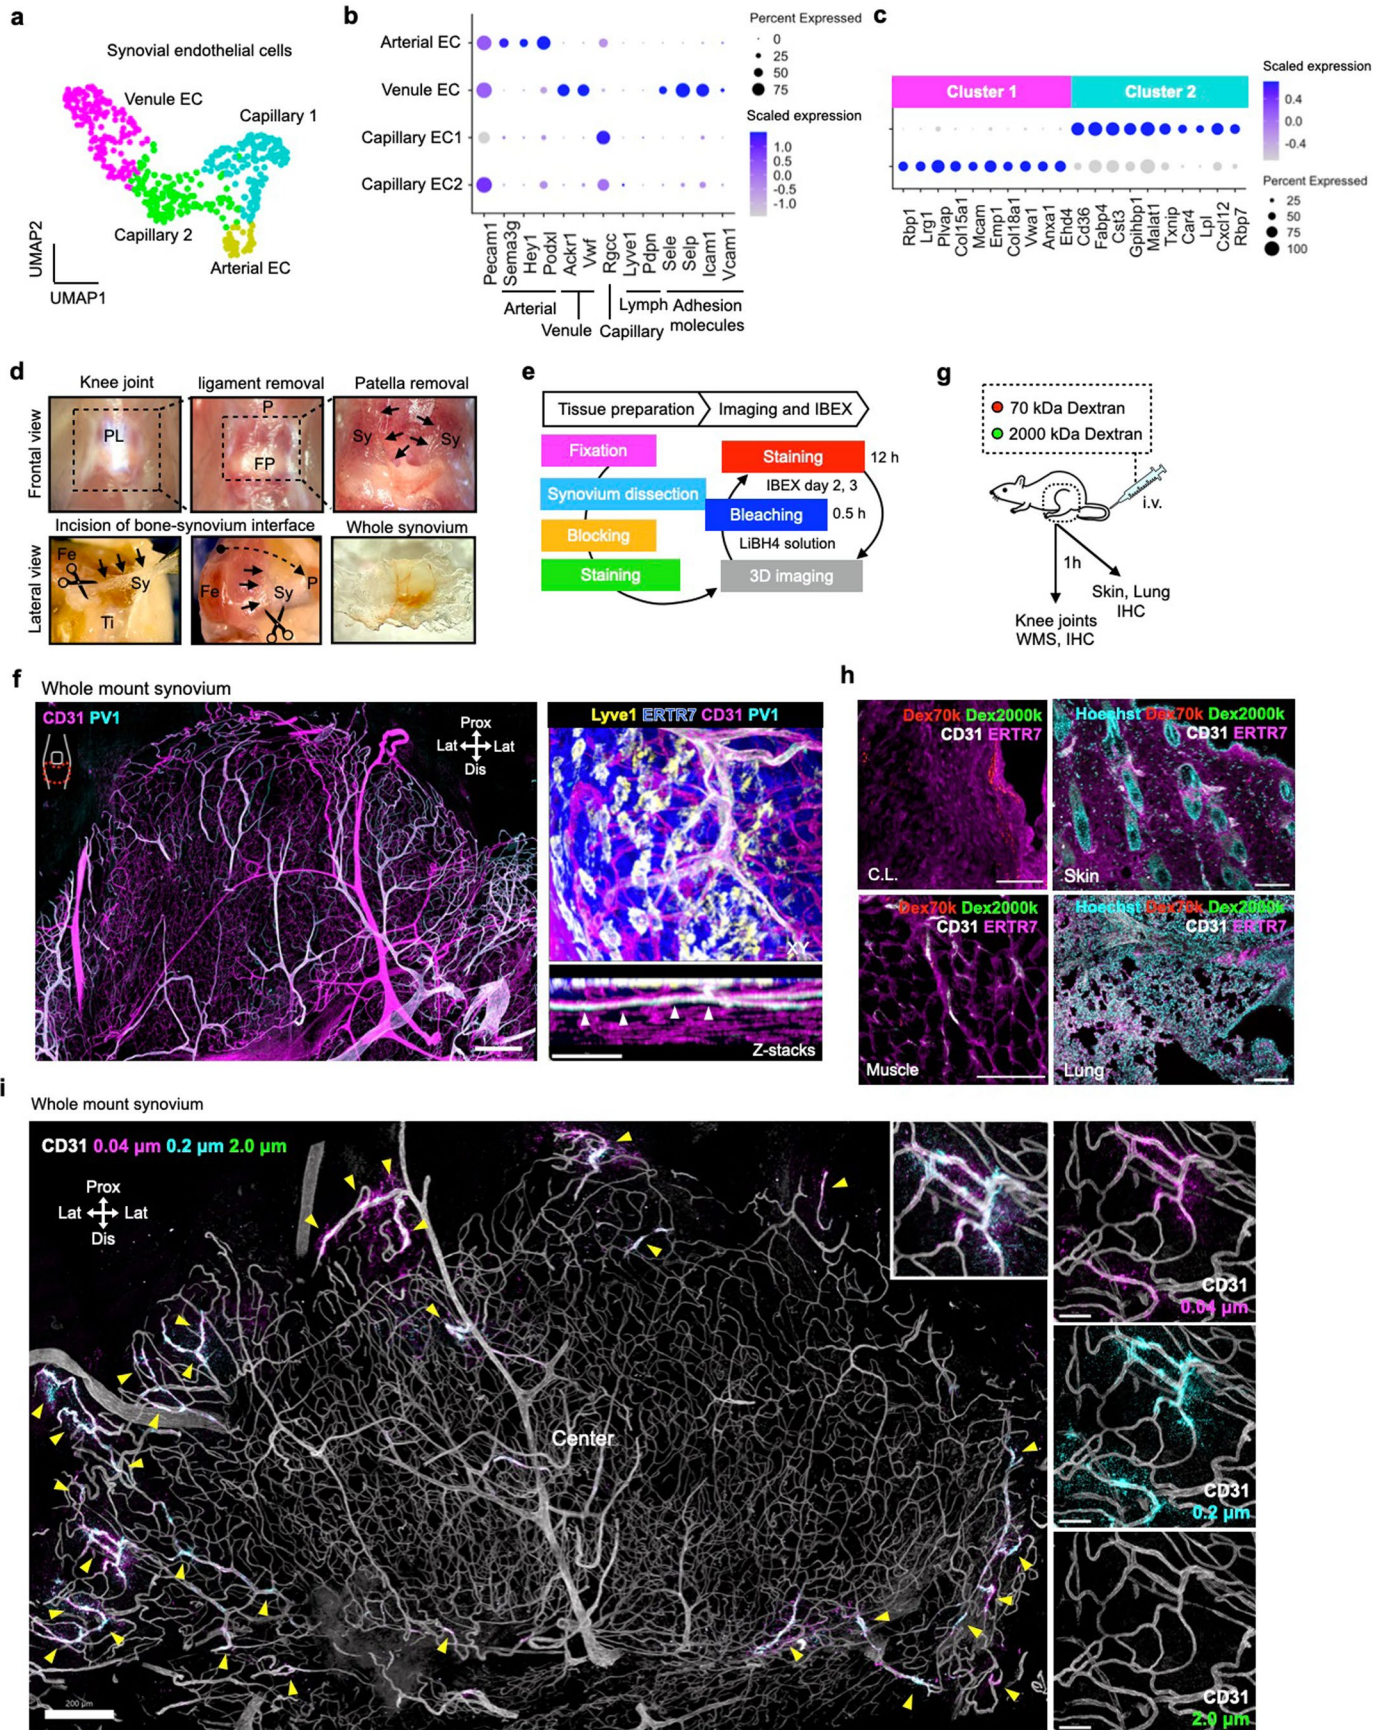 a
Synovial endothelial cells
Venule EC
Capillary 1
Capillary 2
Arterial EC
UMAP2
UMAP1
b
Arterial EC
Venule EC
Capillary EC1
Capillary EC2
Pecam1
Sema3g
Hey1
Podxl
Ackr1
Vwf
Rgcc
Lyve1
Pdpn
Sele
Selp
Icam1
Vcam1
Arterial
Venule
Capillary
Lymph
Adhesion
molecules
Percent Expressed
0
25
50
75
Scaled expression
1.0
0.5
0.0
-0.5
-1.0
c
Cluster 1
Cluster 2
Rbp1
Lrg1
Plvap
Col15a1
Mcam
Emp1
Col18a1
Vwa1
Anxa1
Ehd4
Cd36
Fabp4
Cst3
Gpihbp1
Malat1
Txnip
Car4
Lpl
Cxcl12
Rbp7
Scaled expression
0.4
0.0
-0.4
Percent Expressed
25
50
75
100
d
Knee joint
ligament removal
Patella removal
Frontal view
PL
P
FP
Sy
Sy
Incision of bone-synovium interface
Whole synovium
Lateral view
Fe
Sy
Ti
Fe
Sy
P
e
Tissue preparation
Imaging and IBEX
Fixation
Synovium dissection
Blocking
Staining
Staining
12 h
IBEX day 2, 3
Bleaching
0.5 h
LiBH4 solution
3D imaging
g
70 kDa Dextran
2000 kDa Dextran
i.v.
1h
Skin, Lung
IHC
Knee joints
WMS, IHC
f
Whole mount synovium
CD31 PV1
Prox
Lat Lat
Dis
Lyve1 ERTR7 CD31 PV1
XY
Z-stacks
h
Dex70k Dex2000k
CD31 ERTR7
C.L.
Hoechst Dex70k Dex2000k
CD31 ERTR7
Skin
Dex70k Dex2000k
CD31 ERTR7
Muscle
Hoechst Dex70k Dex2000k
CD31 ERTR7
Lung
i
Whole mount synovium
CD31 0.04 µm 0.2 µm 2.0 µm
Prox
Lat Lat
Dis
Center
200 µm
CD31
0.04 µm
CD31
0.2 µm
CD31
2.0 µm